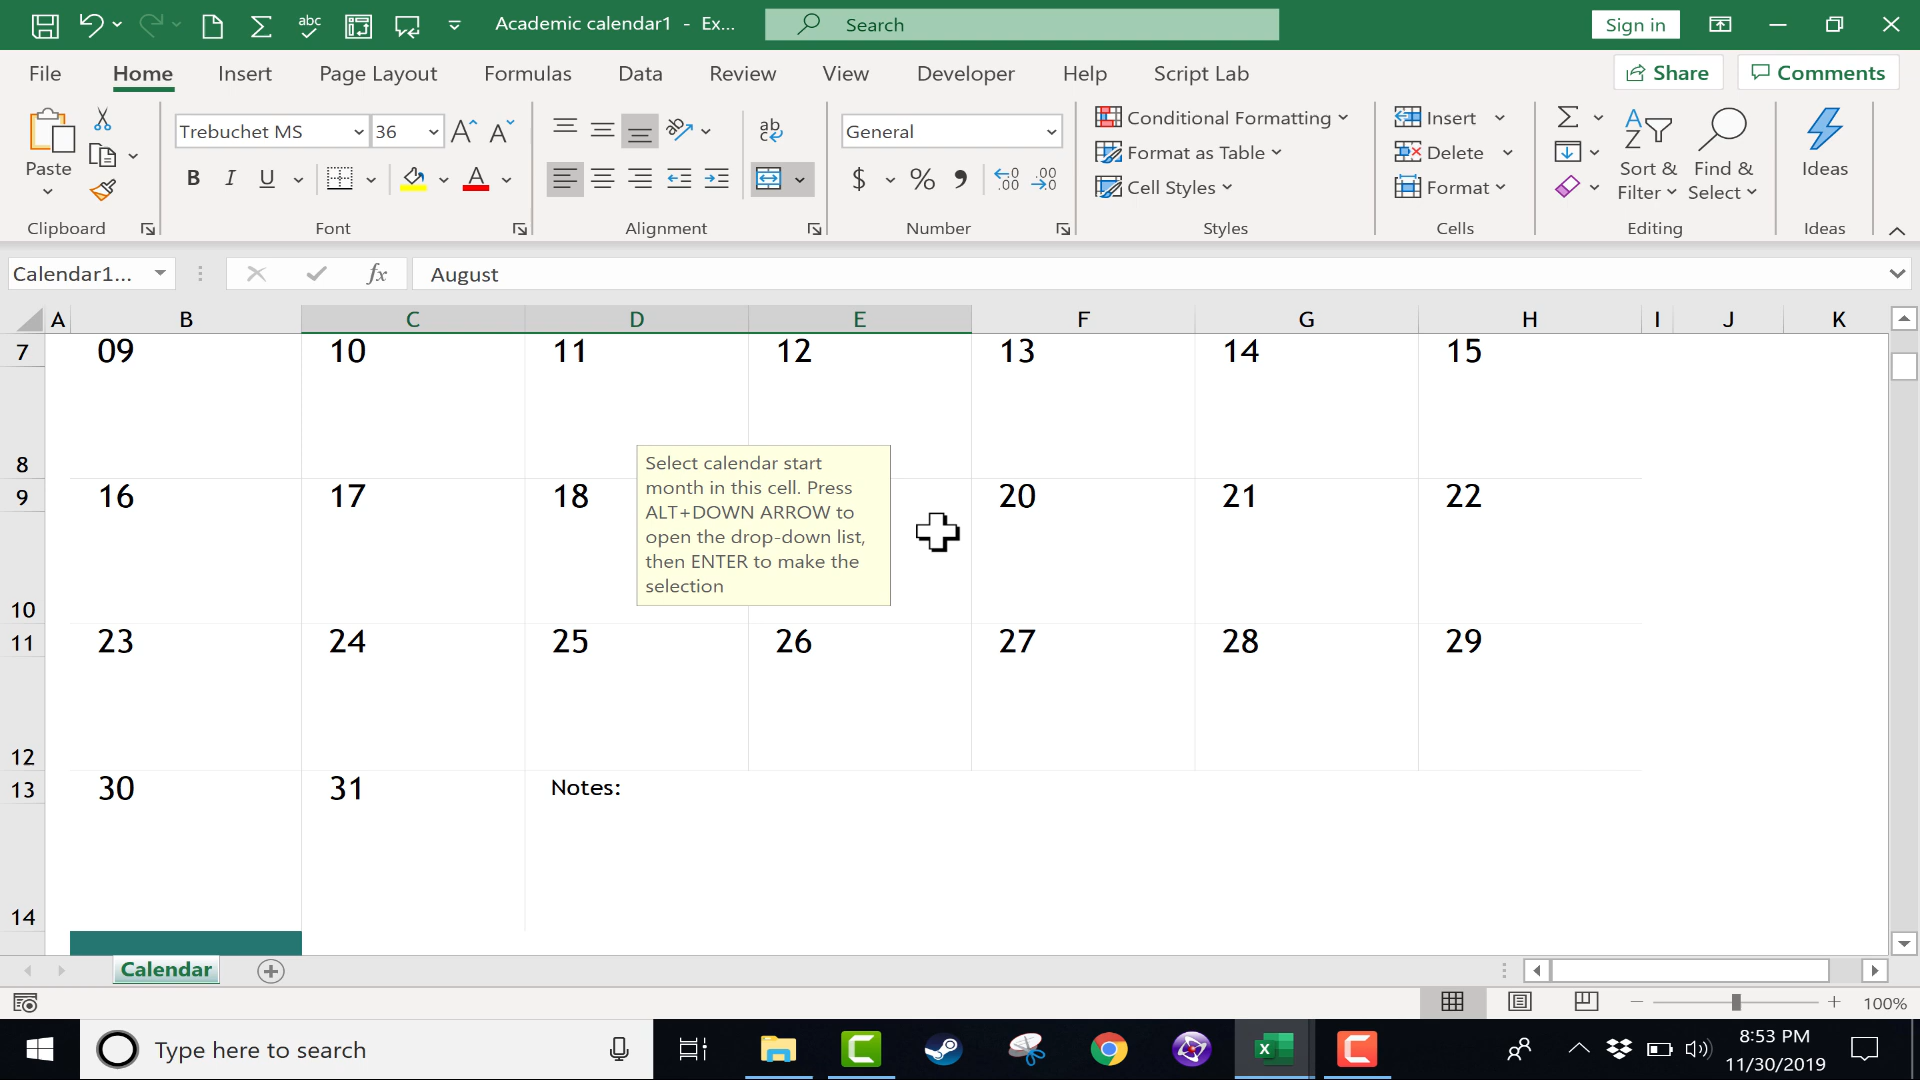 abc
Academic calendar1 - Ex...
Search
Sign in
File
Home
Insert
Page Layout
Formulas
Data
Review
View
Developer
Help
Script Lab
Share
Comments
Paste
Clipboard
Trebuchet MS
36
B I U
A
Font
ab
Alignment
General
$ % ,
Number
Conditional Formatting
Format as Table
Cell Styles
Styles
Insert
Delete
Format
Cells
Sort &
Filter
Find &
Select
Editing
Ideas
Ideas
Calendar1...
fx
August
A B C D E F G H I J K
7 09 10 11 12 13 14 15
8
9 16 17 18 20 21 22
10
11 23 24 25 26 27 28 29
12
13 30 31 Notes:
14
Select calendar start
month in this cell. Press
ALT+DOWN ARROW to
open the drop-down list,
then ENTER to make the
selection
Calendar
100%
Type here to search
8:53 PM
11/30/2019